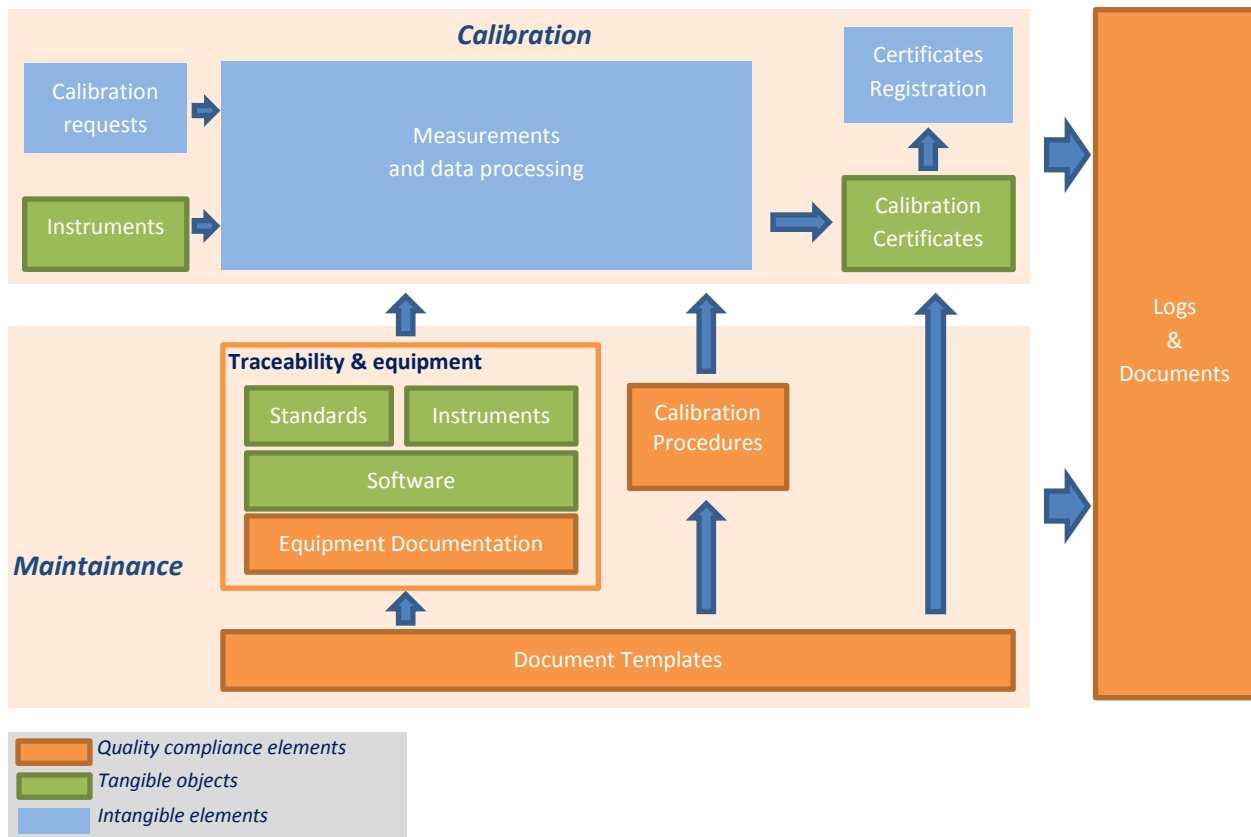 Calibration
Calibration
requests
Measurements
and data processing
Certificates
Registration
Instruments
Calibration
Certificates
Logs
&
Documents
Traceability & equipment
Standards
Instruments
Software
Equipment Documentation
Calibration
Procedures
Maintainance
Document Templates
Quality compliance elements
Tangible objects
Intangible elements